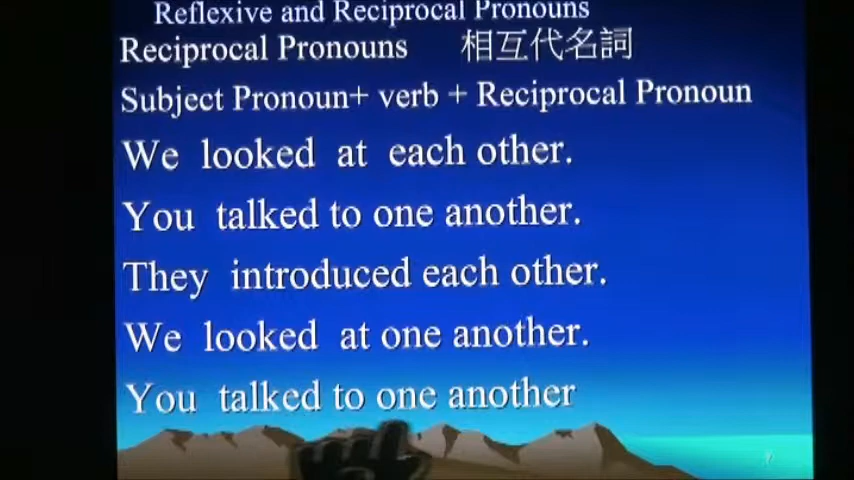 Reflexive and Reciprocal Pronouns
Reciprocal Pronouns 相互代名詞
Subject Pronoun+ verb + Reciprocal Pronoun
We looked at each other.
You talked to one another.
They introduced each other.
We looked at one another.
You talked to one another